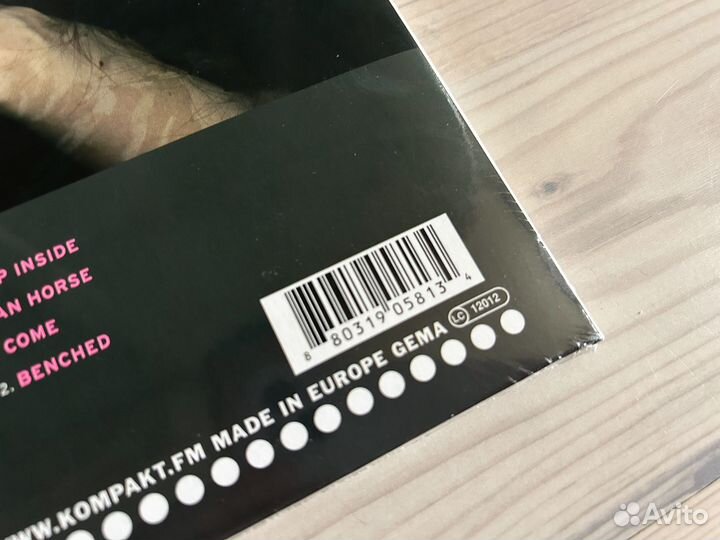 P INSIDE
AN HORSE
COME
2. BENCHED
8 80319 05813 4
WWW.KOMPAKT.FM MADE IN EUROPE GEMA LC 12012
Avito